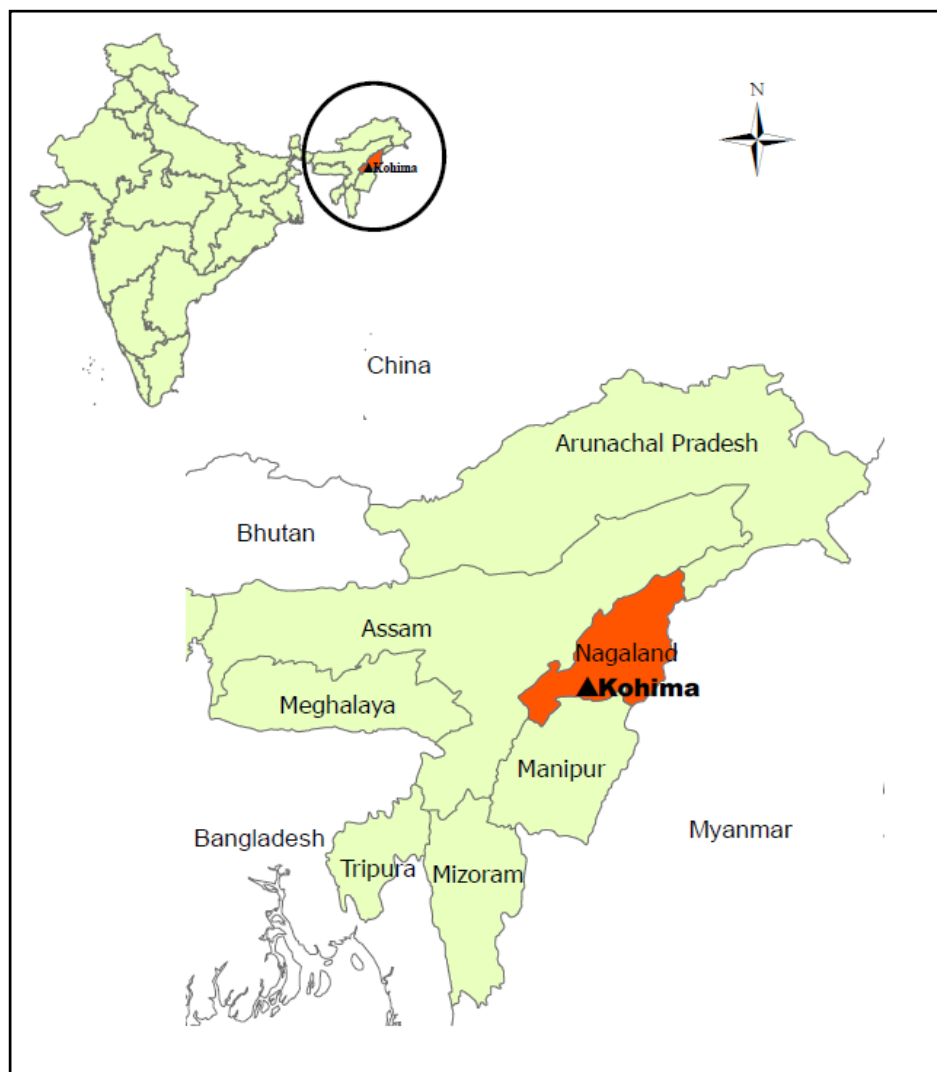 N
Kohima
China
Arunachal Pradesh
Bhutan
Assam
Nagaland
Kohima
Meghalaya
Manipur
Bangladesh
Myanmar
Tripura
Mizoram